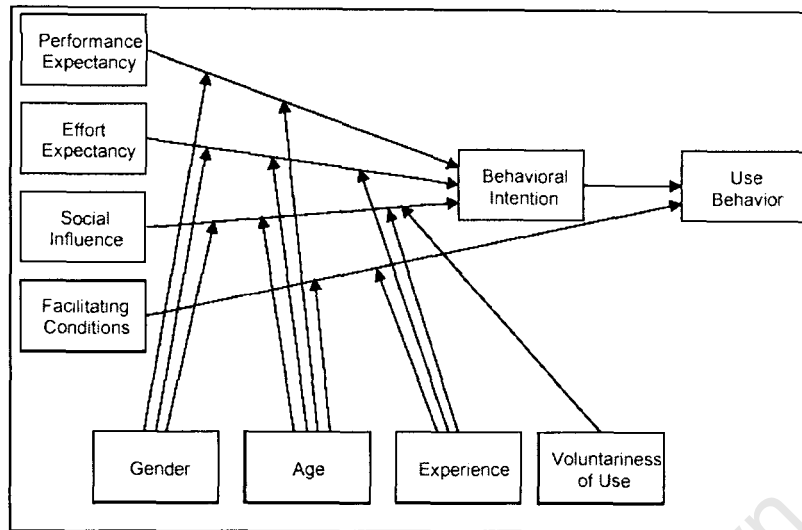 Performance
Expectancy
Effort
Expectancy
Social
Influence
Facilitating
Conditions
Behavioral
Intention
Use
Behavior
Gender
Age
Experience
Voluntariness
of Use